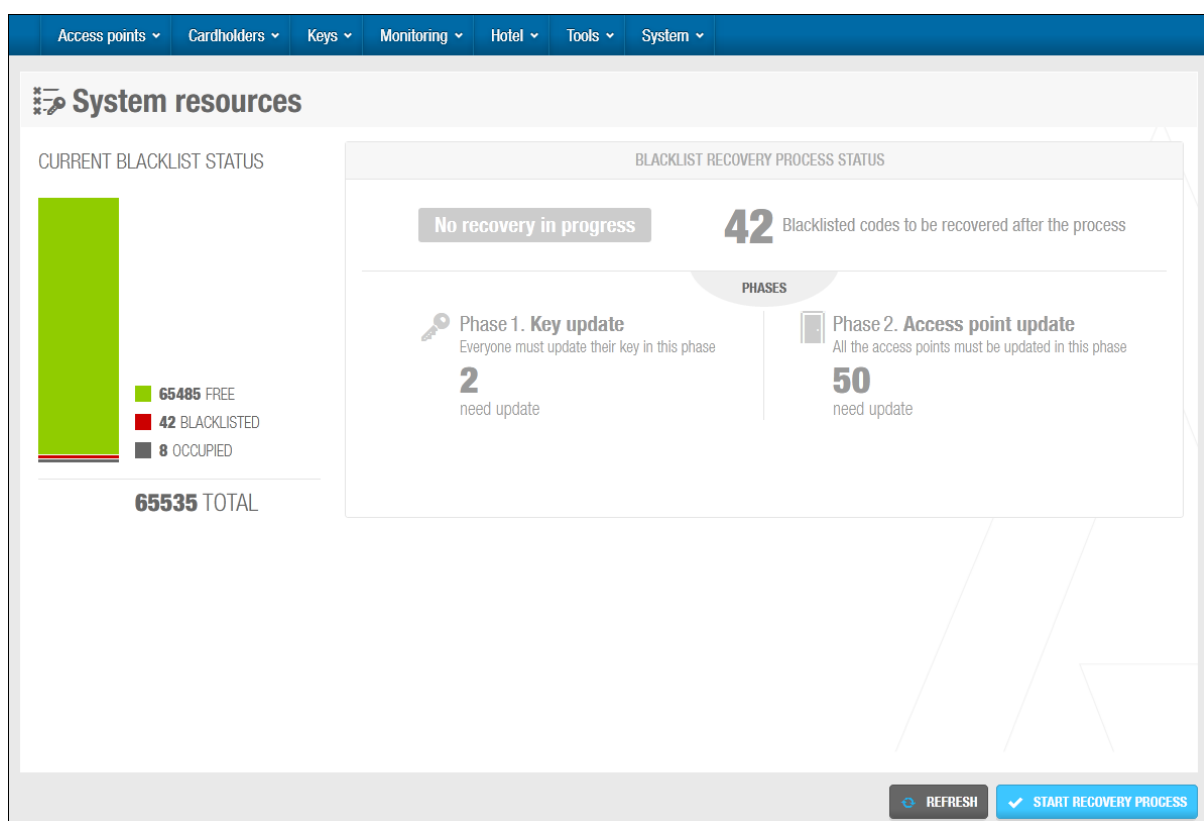 Access points Cardholders Keys Monitoring Hotel Tools System
System resources
CURRENT BLACKLIST STATUS
65485 FREE
42 BLACKLISTED
8 OCCUPIED
65535 TOTAL
BLACKLIST RECOVERY PROCESS STATUS
No recovery in progress
42 Blacklisted codes to be recovered after the process
PHASES
Phase 1. Key update
Everyone must update their key in this phase
2
need update
Phase 2. Access point update
All the access points must be updated in this phase
50
need update
REFRESH START RECOVERY PROCESS